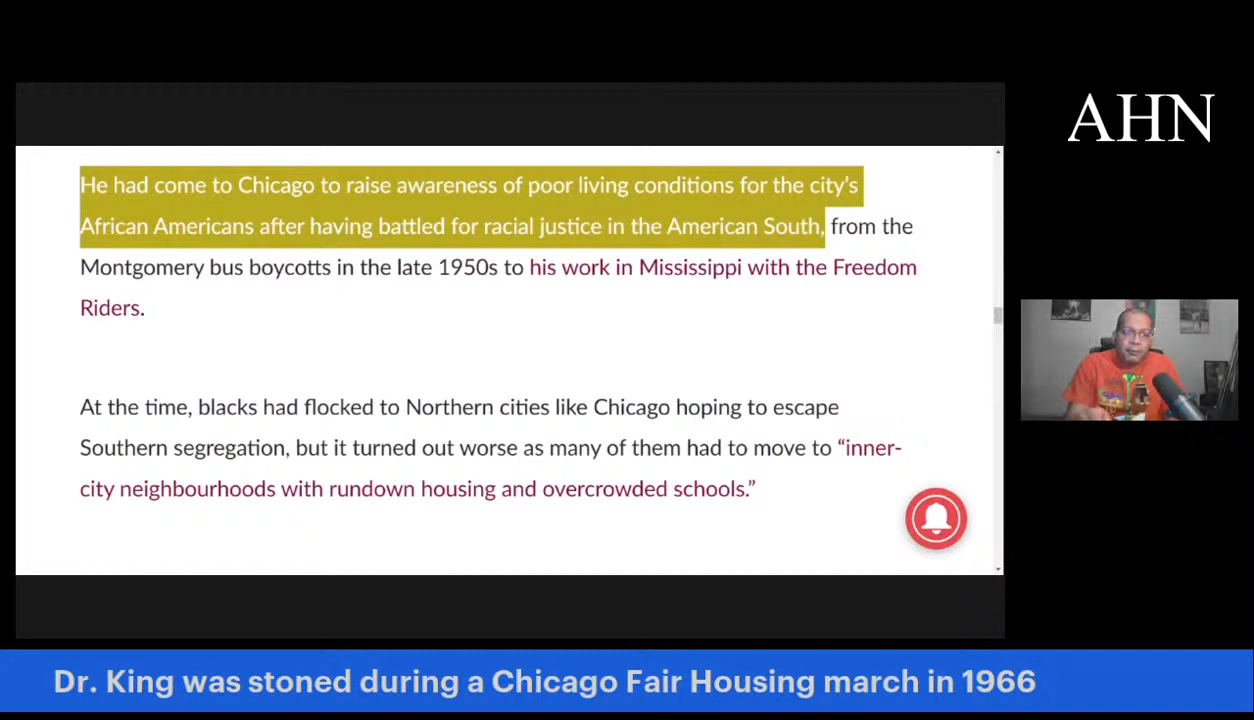 AHN
He had come to Chicago to raise awareness of poor living conditions for the city’s
African Americans after having battled for racial justice in the American South, from the
Montgomery bus boycotts in the late 1950s to his work in Mississippi with the Freedom
Riders.
At the time, blacks had flocked to Northern cities like Chicago hoping to escape
Southern segregation, but it turned out worse as many of them had to move to “inner-
city neighbourhoods with rundown housing and overcrowded schools.”
Dr. King was stoned during a Chicago Fair Housing march in 1966